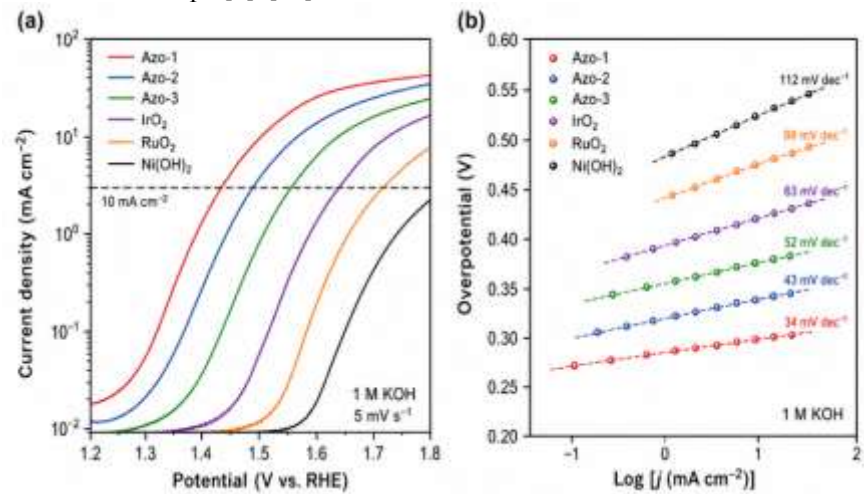 (a)
10²
10¹
10⁰
10⁻¹
10⁻²
Current density (mA cm⁻²)
Azo-1
Azo-2
Azo-3
IrO₂
RuO₂
Ni(OH)₂
10 mA cm⁻²
1 M KOH
5 mV s⁻¹
1.2 1.3 1.4 1.5 1.6 1.7 1.8
Potential (V vs. RHE)
(b)
0.60
0.55
0.50
0.45
0.40
0.35
0.30
0.25
0.20
Overpotential (V)
Azo-1
Azo-2
Azo-3
IrO₂
RuO₂
Ni(OH)₂
112 mV dec⁻¹
mV dec⁻¹
63 mV dec⁻¹
52 mV dec⁻¹
43 mV dec⁻¹
34 mV dec⁻¹
1 M KOH
−1 0 1
Log [j (mA cm⁻²)]